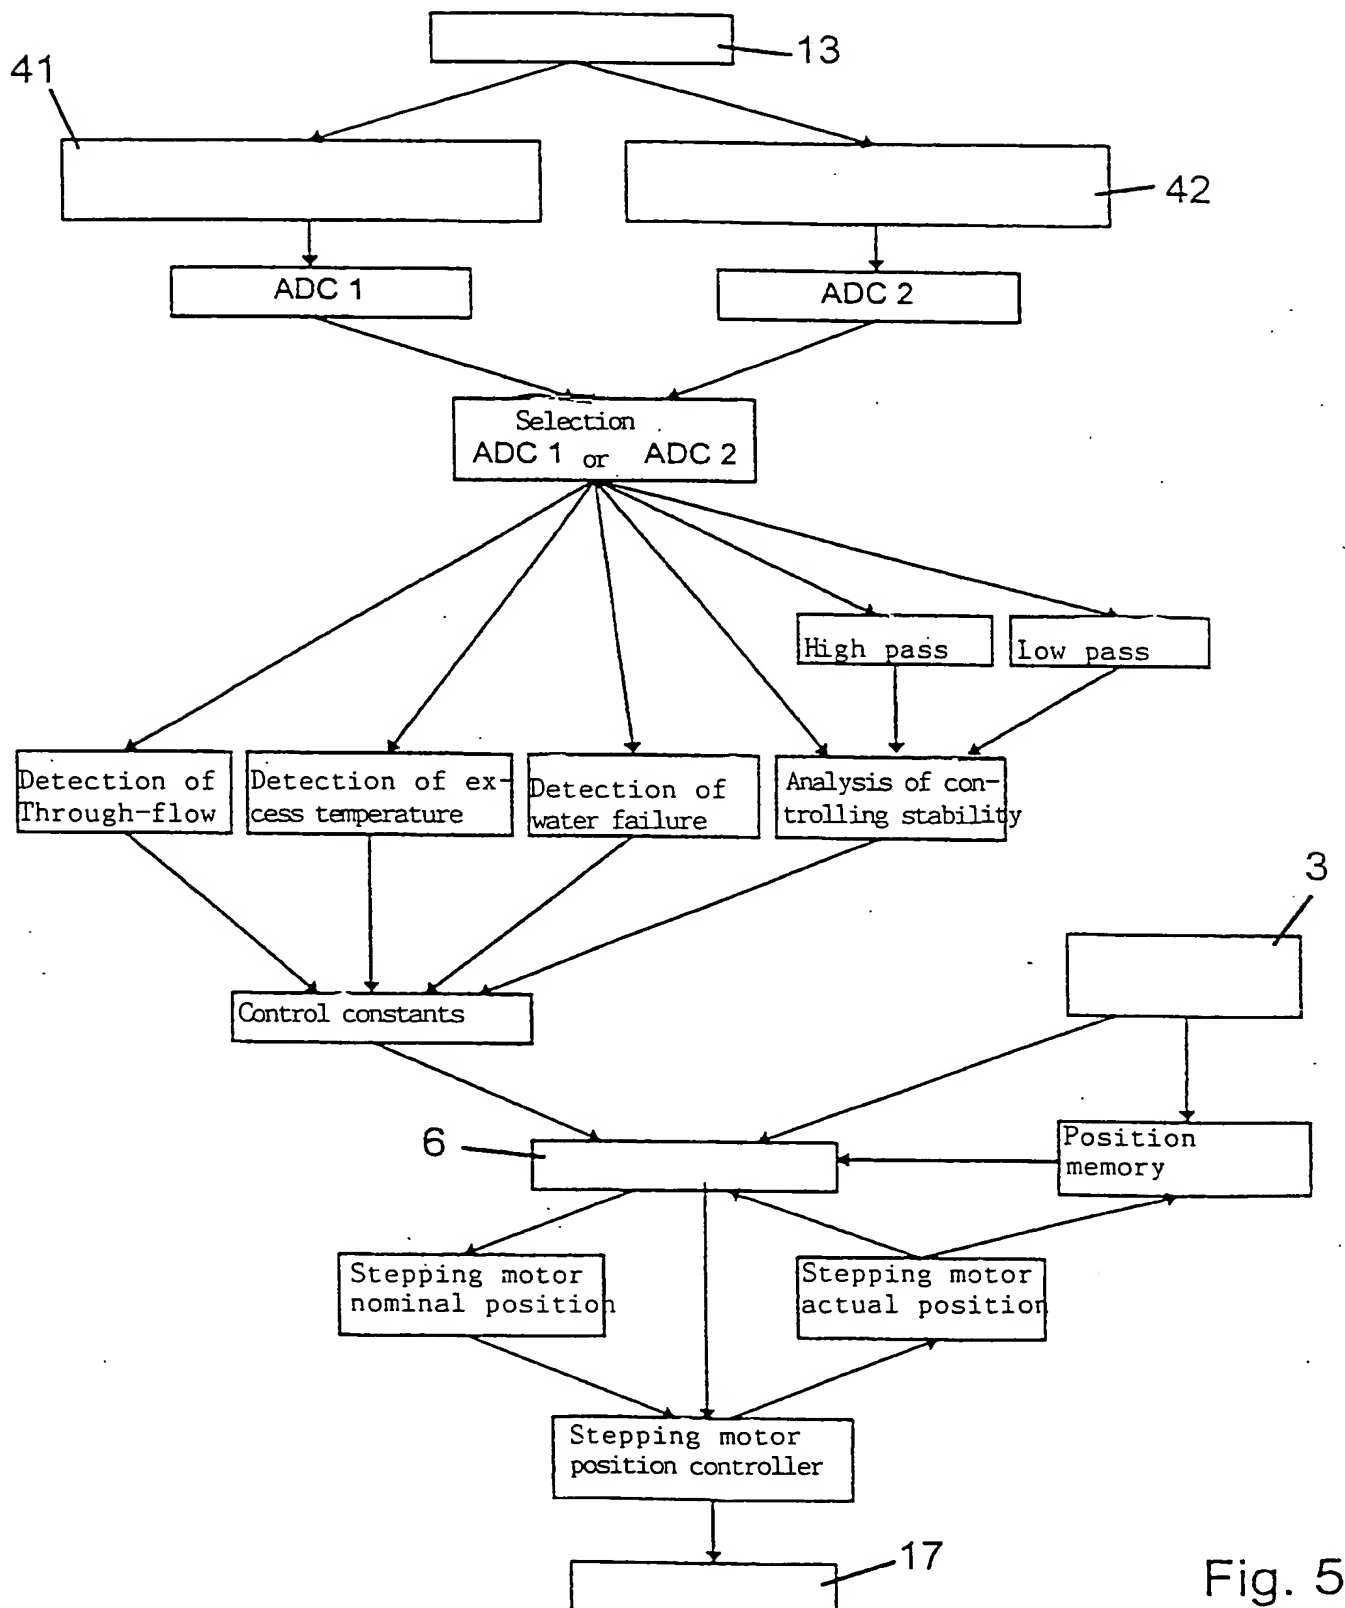 13
41
42
ADC 1
ADC 2
Selection
ADC 1 or ADC 2
High pass
Low pass
Detection of
Through-flow
Detection of ex-
cess temperature
Detection of
water failure
Analysis of con-
trolling stability
3
Control constants
6
Position
memory
Stepping motor
nominal position
Stepping motor
actual position
Stepping motor
position controller
17
Fig. 5